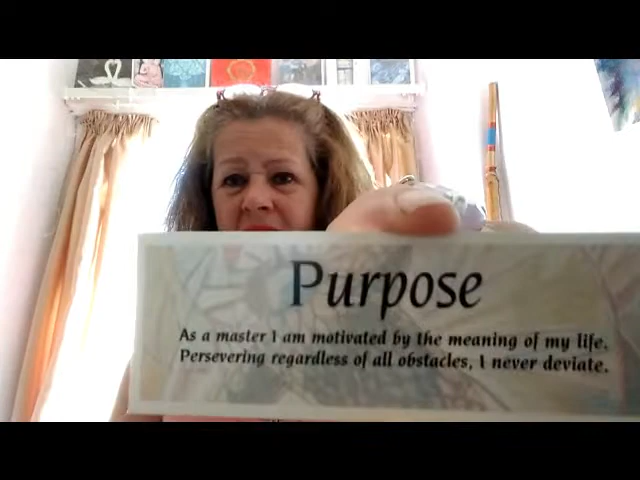 Purpose
As a master I am motivated by the meaning of my life.
Persevering regardless of all obstacles, I never deviate.